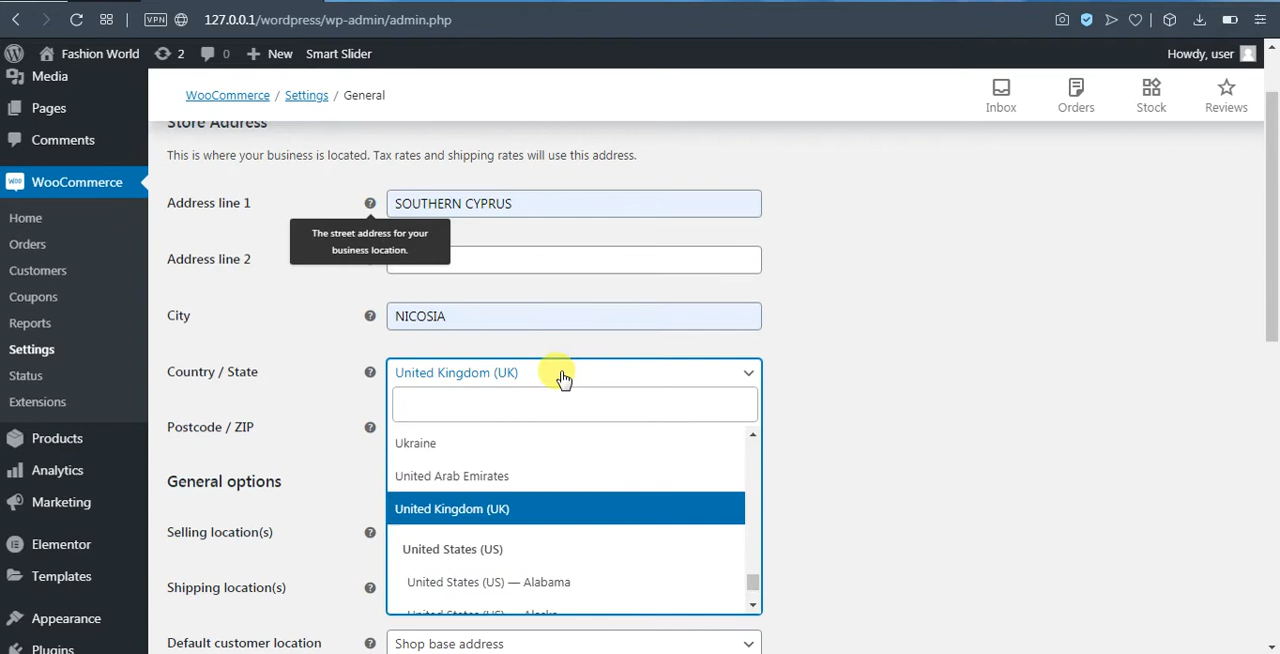 VPN 127.0.0.1/wordpress/wp-admin/admin.php
Fashion World 2 0 New Smart Slider Howdy, user
Media
Pages
Comments
WooCommerce
Home
Orders
Customers
Coupons
Reports
Settings
Status
Extensions
Products
Analytics
Marketing
Elementor
Templates
Appearance
Plugins
WooCommerce / Settings / General
Inbox
Orders
Stock
Reviews
Store Address
This is where your business is located. Tax rates and shipping rates will use this address.
Address line 1 SOUTHERN CYPRUS
The street address for your
business location.
Address line 2
City NICOSIA
Country / State United Kingdom (UK)
Postcode / ZIP
Ukraine
United Arab Emirates
United Kingdom (UK)
United States (US)
United States (US) — Alabama
United States (US) — Alaska
General options
Selling location(s)
Shipping location(s)
Default customer location Shop base address